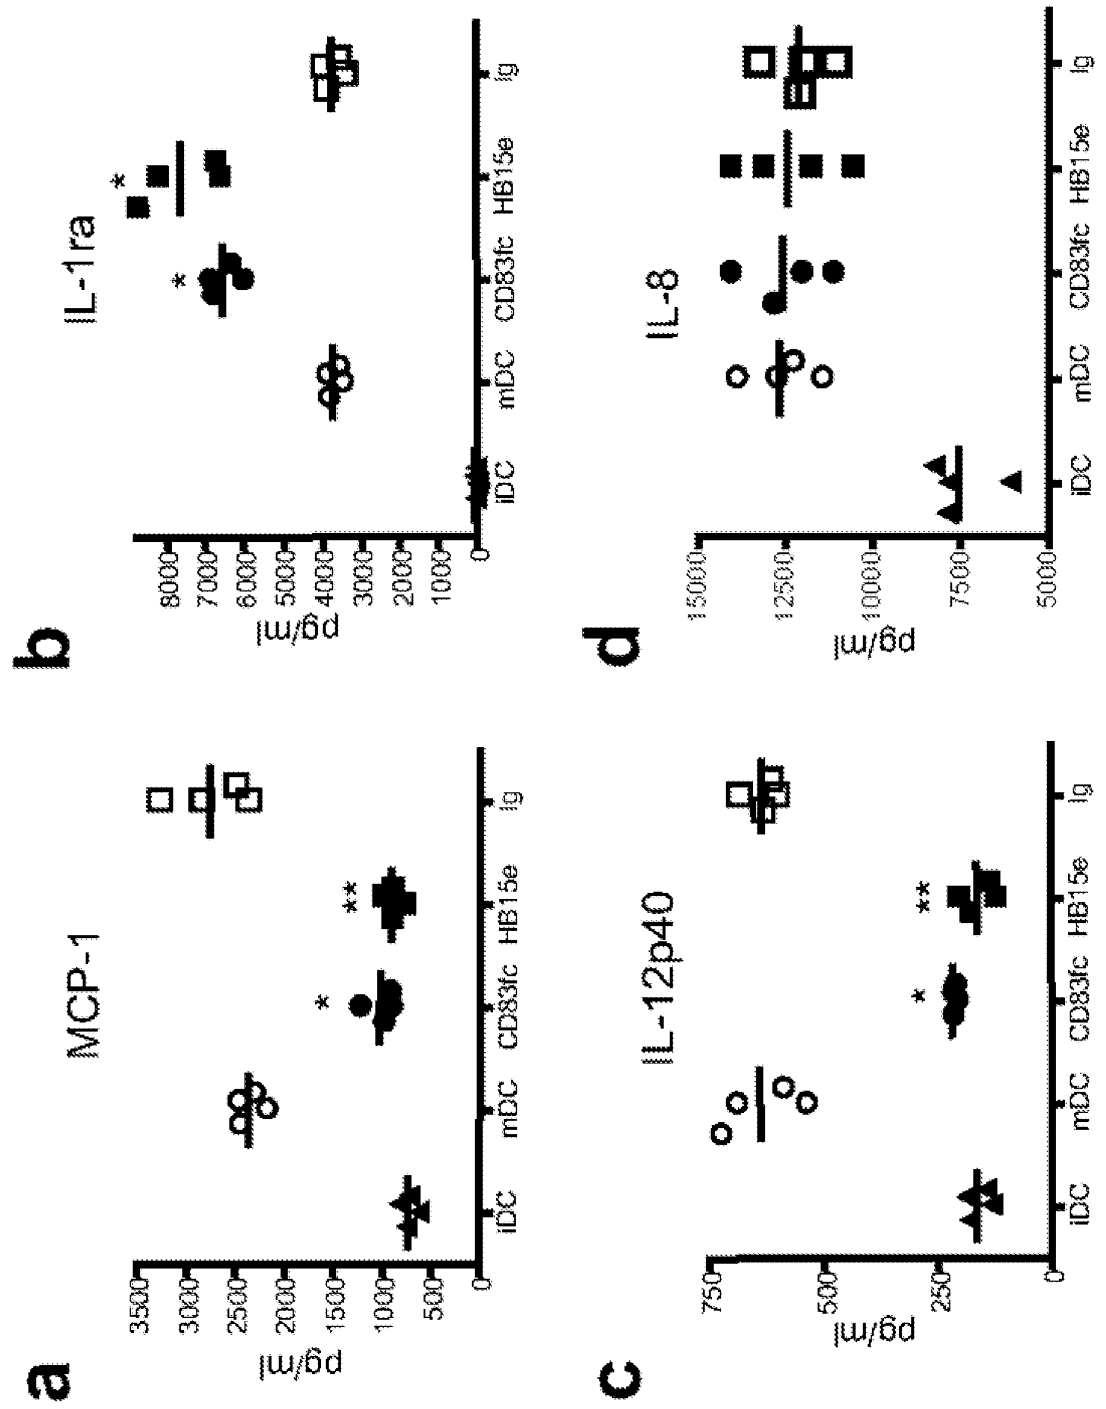 a
MCP-1
pg/ml
3500
3000
2500
2000
1500
1000
500
0
*
**
iDC mDC CD83fc HB15e Ig
b
IL-1ra
pg/ml
8000
7000
6000
5000
4000
3000
2000
1000
0
*
*
iDC mDC CD83fc HB15e Ig
c
IL-12p40
pg/ml
750
500
250
0
*
**
iDC mDC CD83fc HB15e Ig
d
IL-8
pg/ml
15000
12500
10000
7500
5000
iDC mDC CD83fc HB15e Ig